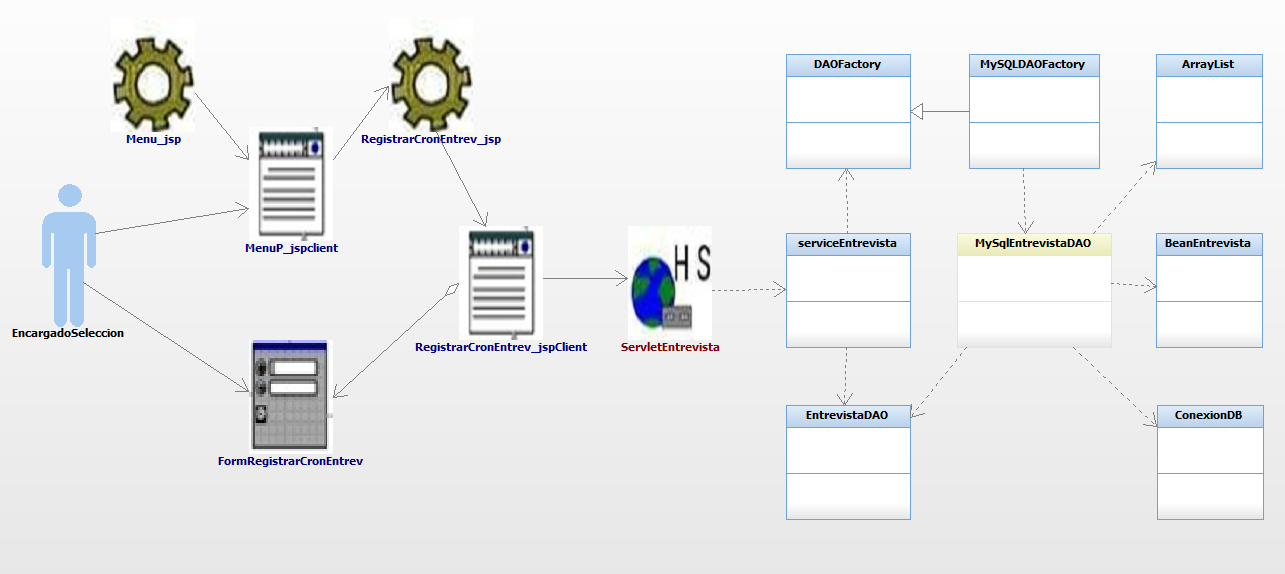 DAOFactory
MySQLDAOFactory
ArrayList
Menu_jsp
RegistrarCronEntrev_jsp
MenuP_jspclient
serviceEntrevista
MySqlEntrevistaDAO
BeanEntrevista
H S
EncargadoSeleccion
RegistrarCronEntrev_jspClient
ServletEntrevista
EntrevistaDAO
ConexionDB
FormRegistrarCronEntrev